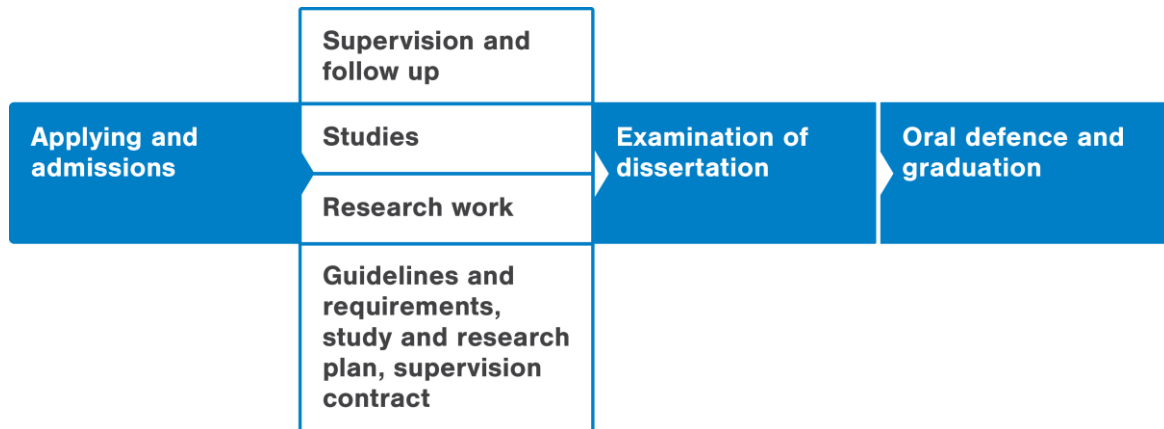 Applying and
admissions
Supervision and
follow up
Studies
Research work
Guidelines and
requirements,
study and research
plan, supervision
contract
Examination of
dissertation
Oral defence and
graduation